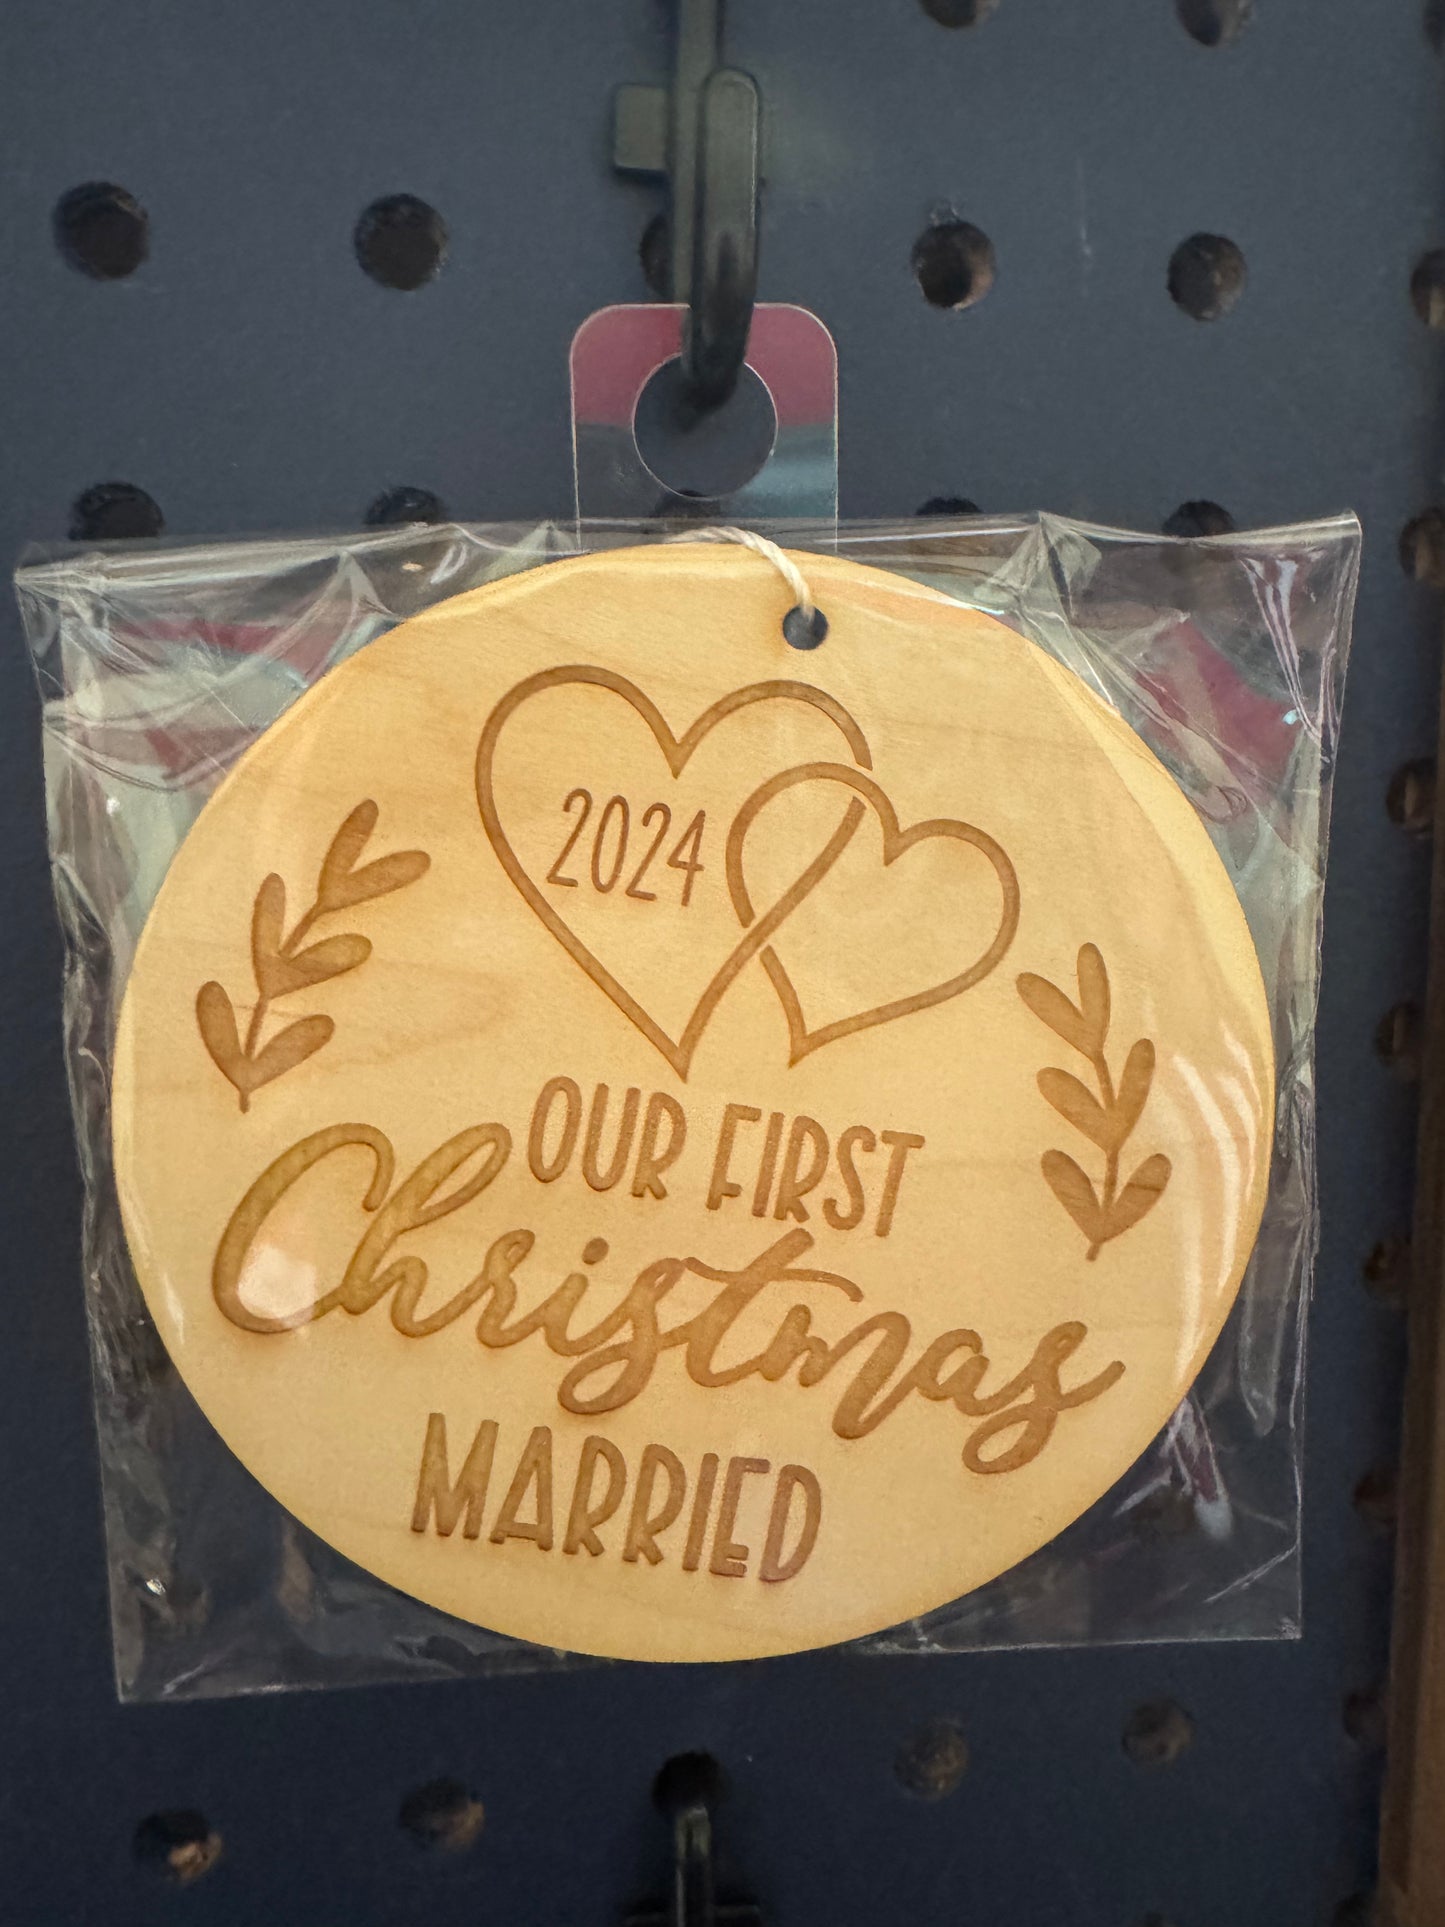 2024
OUR FIRST
Christmas
MARRIED